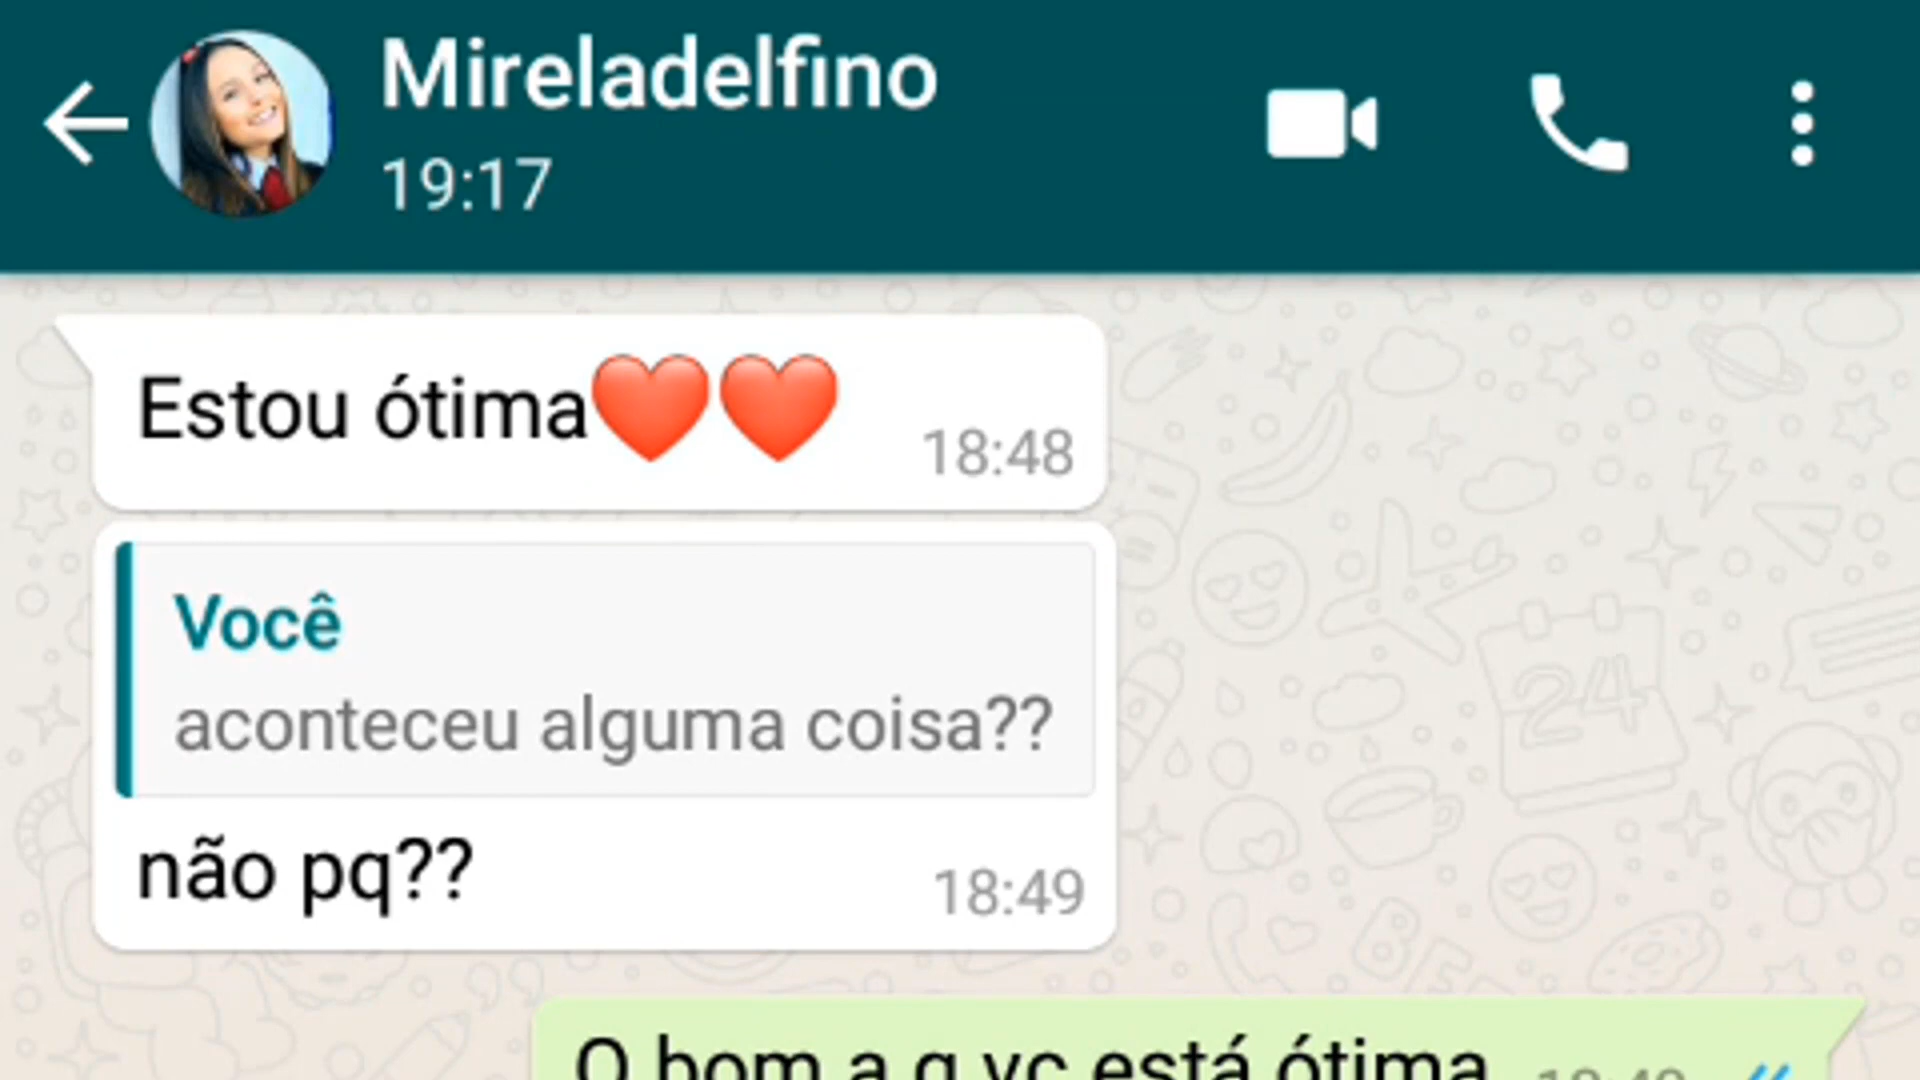 Mireladelfino
19:17
Estou ótima❤️❤️
18:48
Você
aconteceu alguma coisa??
não pq??
18:49
O bom a q vc está ótima